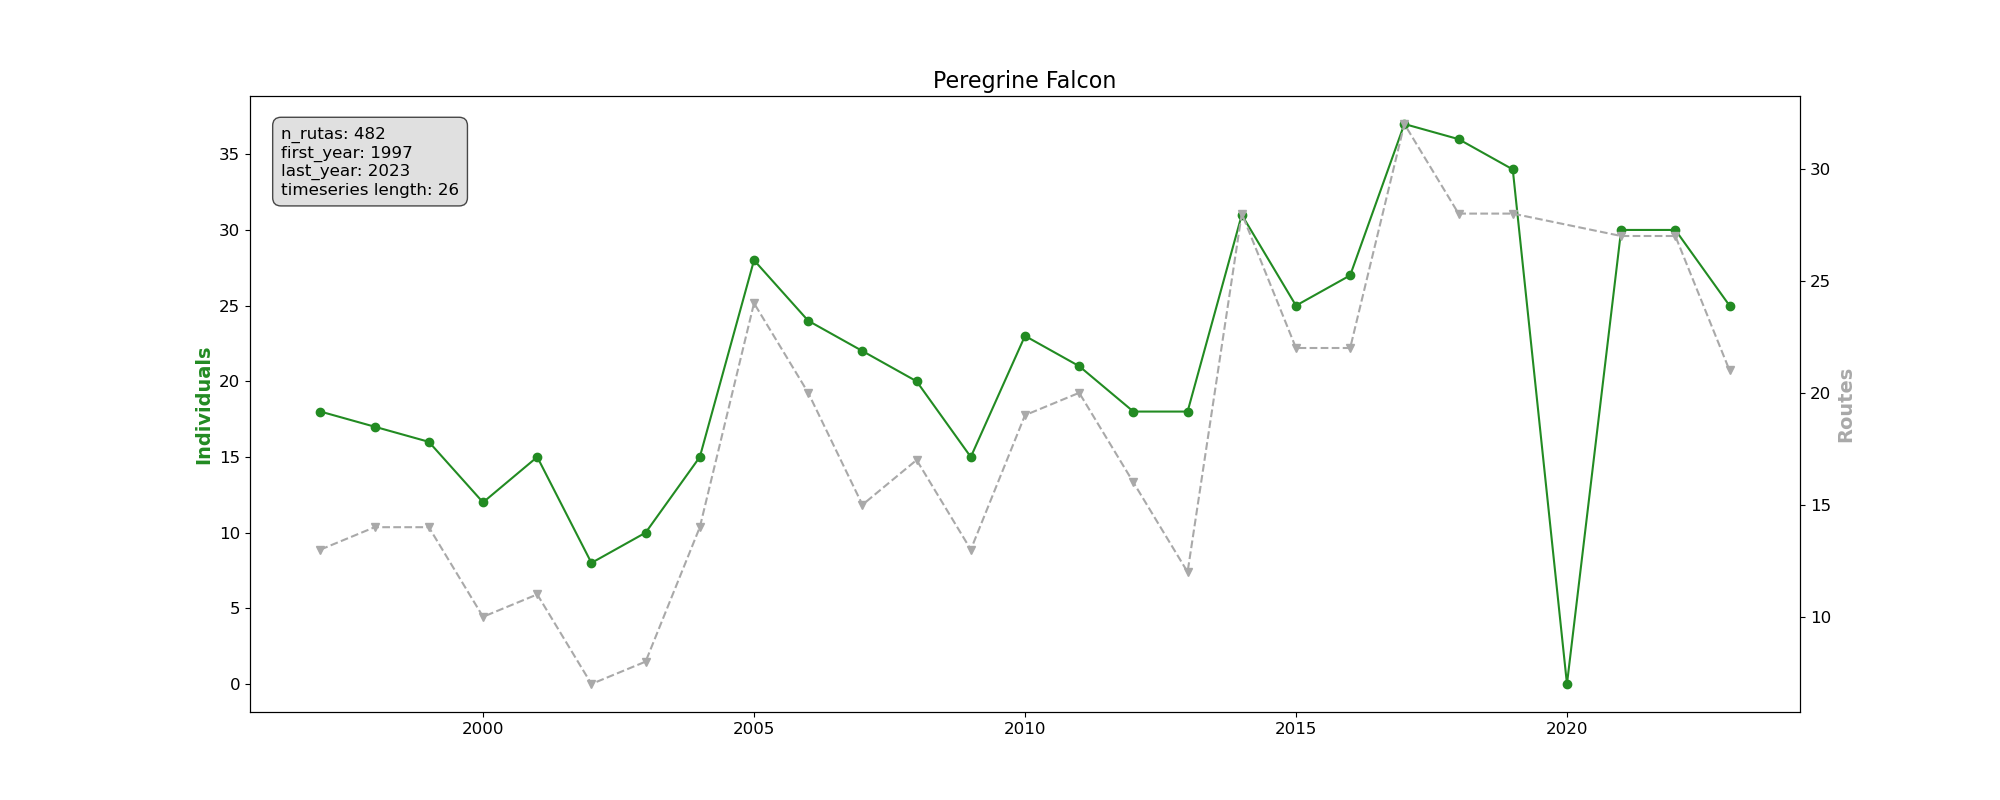 Peregrine Falcon
n_rutas: 482
first_year: 1997
last_year: 2023
timeseries length: 26
35
30
25
20
15
10
5
0
Individuals
30
25
20
15
10
Routes
2000 2005 2010 2015 2020